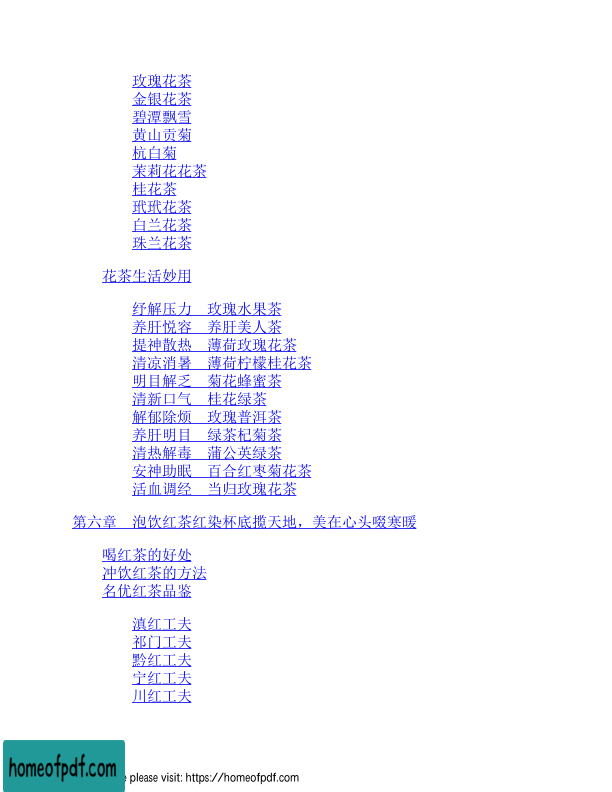 玫瑰花茶
金银花茶
碧潭飘雪
黄山贡菊
杭白菊
茉莉花花茶
桂花茶
玳玳花茶
白兰花茶
珠兰花茶
花茶生活妙用
纾解压力　玫瑰水果茶
养肝悦容　养肝美人茶
提神散热　薄荷玫瑰花茶
清凉消暑　薄荷柠檬桂花茶
明目解乏　菊花蜂蜜茶
清新口气　桂花绿茶
解郁除烦　玫瑰普洱茶
养肝明目　绿茶杞菊茶
清热解毒　蒲公英绿茶
安神助眠　百合红枣菊花茶
活血调经　当归玫瑰花茶
第六章　泡饮红茶红染杯底揽天地，美在心头啜寒暖
喝红茶的好处
冲饮红茶的方法
名优红茶品鉴
滇红工夫
祁门工夫
黔红工夫
宁红工夫
川红工夫
homeofpdf.com
e please visit: https://homeofpdf.com